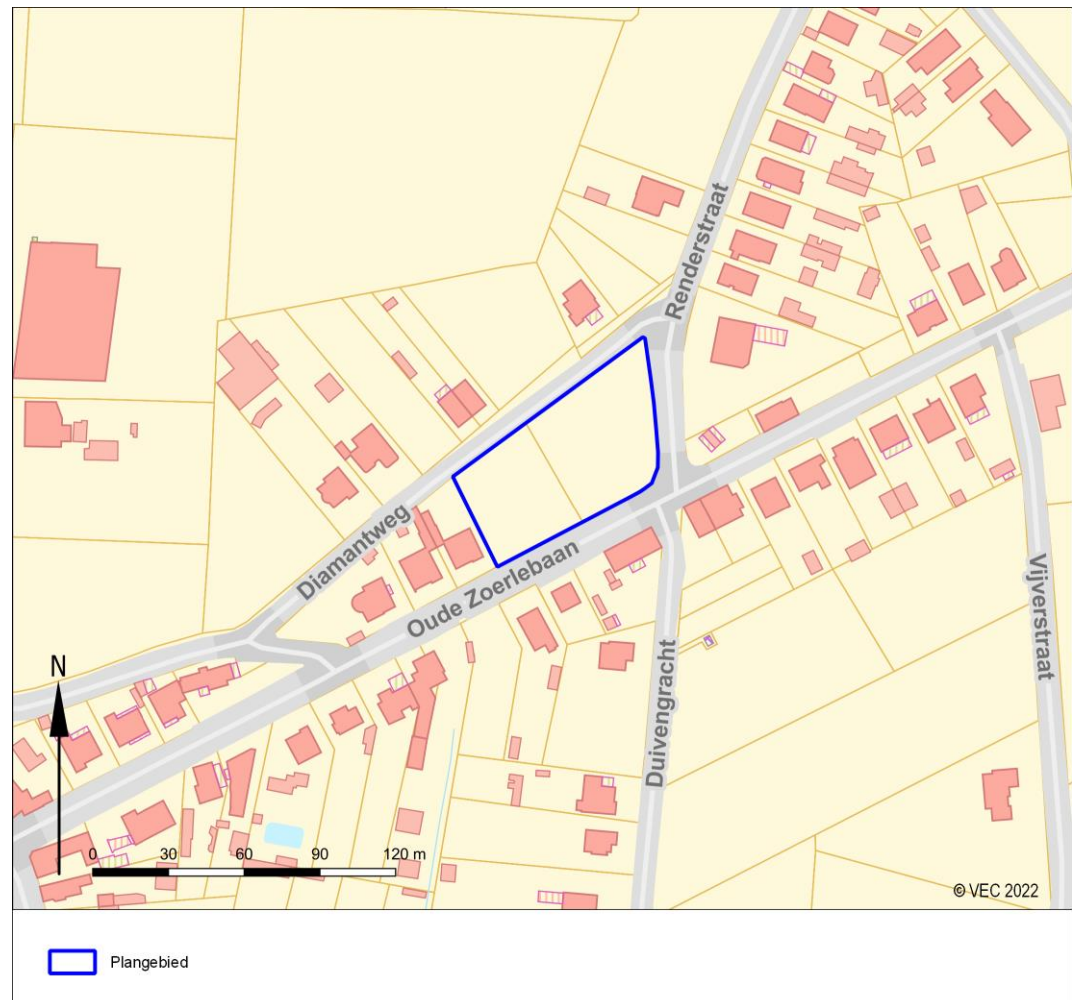 Renderstraat
Diamantweg
Oude Zoerlebaan
Duivengracht
Vijverstraat
N
0 30 60 90 120 m
© VEC 2022
Plangebied